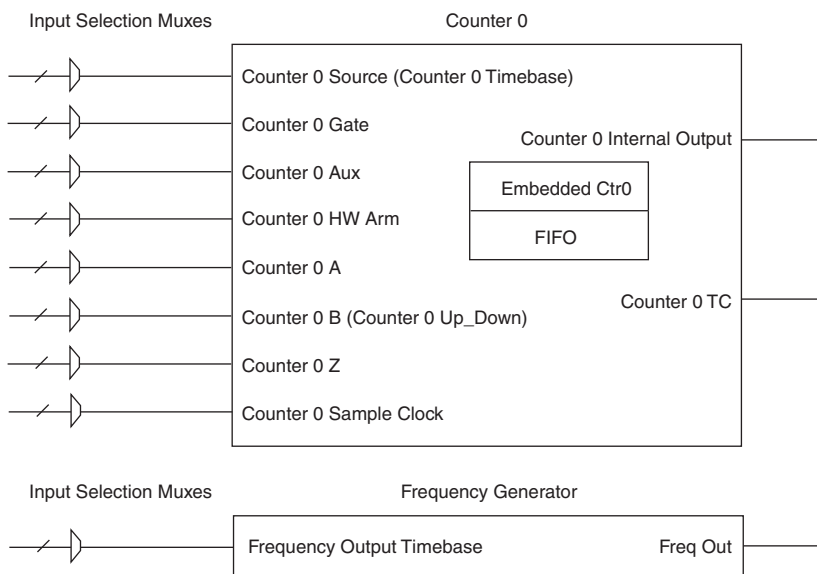 Input Selection Muxes
Counter 0
Counter 0 Source (Counter 0 Timebase)
Counter 0 Gate
Counter 0 Internal Output
Counter 0 Aux
Embedded Ctr0
Counter 0 HW Arm
FIFO
Counter 0 A
Counter 0 TC
Counter 0 B (Counter 0 Up_Down)
Counter 0 Z
Counter 0 Sample Clock
Input Selection Muxes
Frequency Generator
Frequency Output Timebase
Freq Out